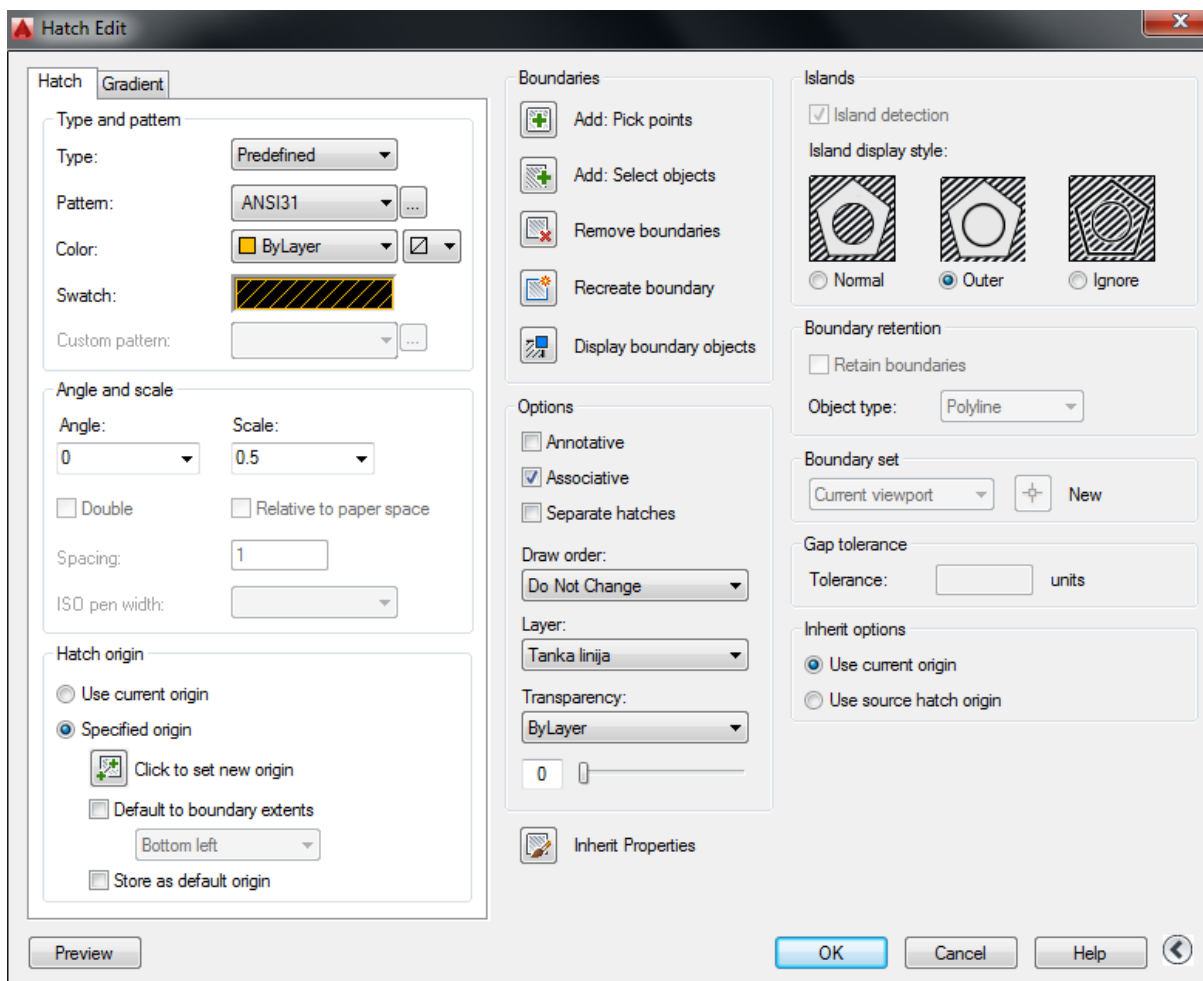 Hatch Edit
Hatch
Gradient
Type and pattern
Type:
Predefined
Pattern:
ANSI31
...
Color:
ByLayer
Swatch:
Custom pattern:
...
Angle and scale
Angle:
Scale:
0
0.5
Double
Relative to paper space
Spacing:
1
ISO pen width:
Hatch origin
Use current origin
Specified origin
Click to set new origin
Default to boundary extents
Bottom left
Store as default origin
Preview
Boundaries
Add: Pick points
Add: Select objects
Remove boundaries
Recreate boundary
Display boundary objects
Options
Annotative
Associative
Separate hatches
Draw order:
Do Not Change
Layer:
Tanka linija
Transparency:
ByLayer
0
Inherit Properties
Islands
Island detection
Island display style:
Normal
Outer
Ignore
Boundary retention
Retain boundaries
Object type:
Polyline
Boundary set
Current viewport
New
Gap tolerance
Tolerance:
units
Inherit options
Use current origin
Use source hatch origin
OK
Cancel
Help